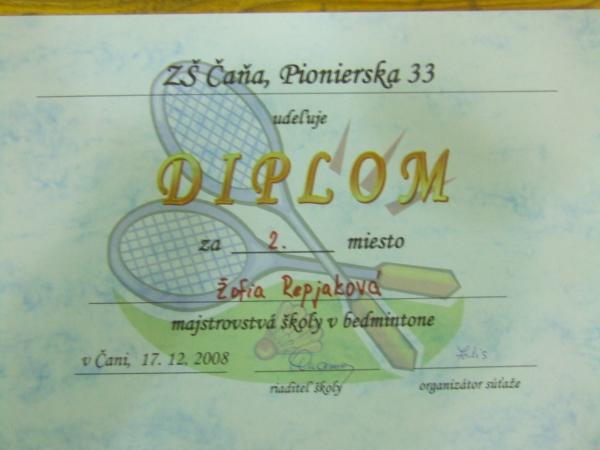 ZŠ Čaňa, Pionierska 33
udeľuje
DIPLOM
za 2. miesto
Žofia Repjaková
majstrovstvá školy v bedmintone
v Čani, 17. 12. 2008
riaditeľ školy
organizátor súťaže